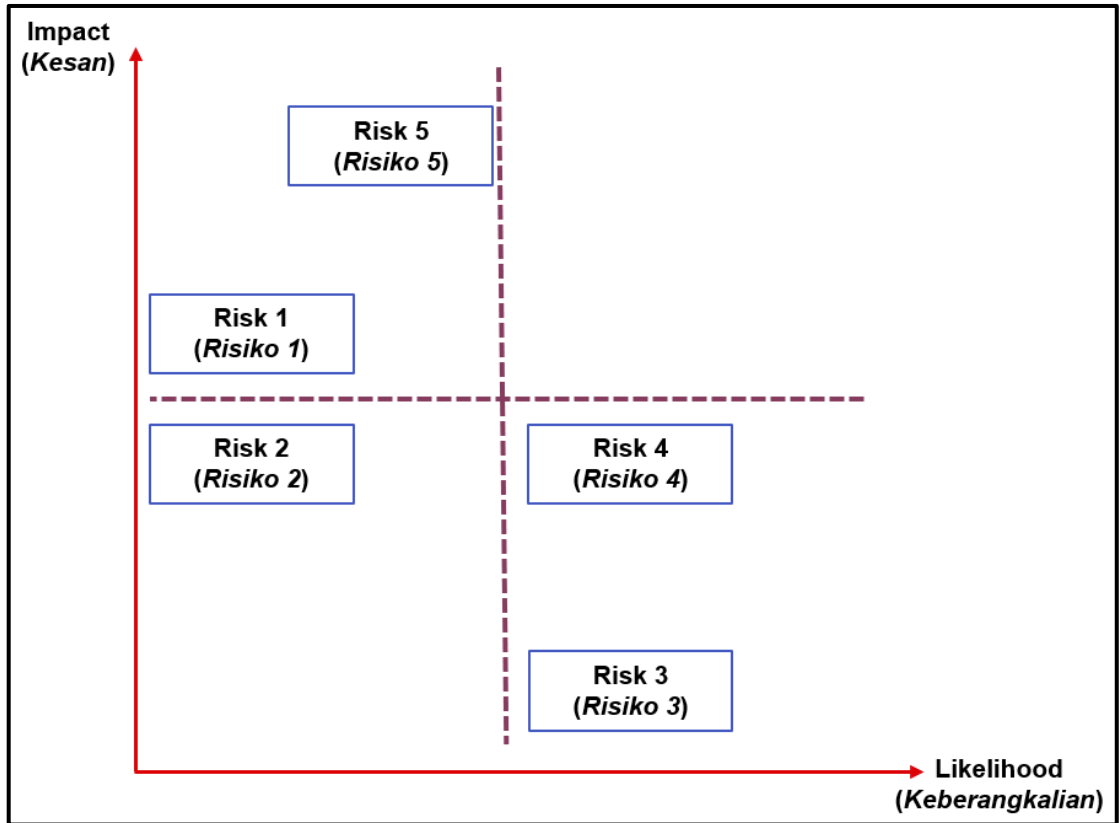 Impact
(Kesan)
Risk 5
(Risiko 5)
Risk 1
(Risiko 1)
Risk 2
(Risiko 2)
Risk 4
(Risiko 4)
Risk 3
(Risiko 3)
Likelihood
(Keberangkalian)